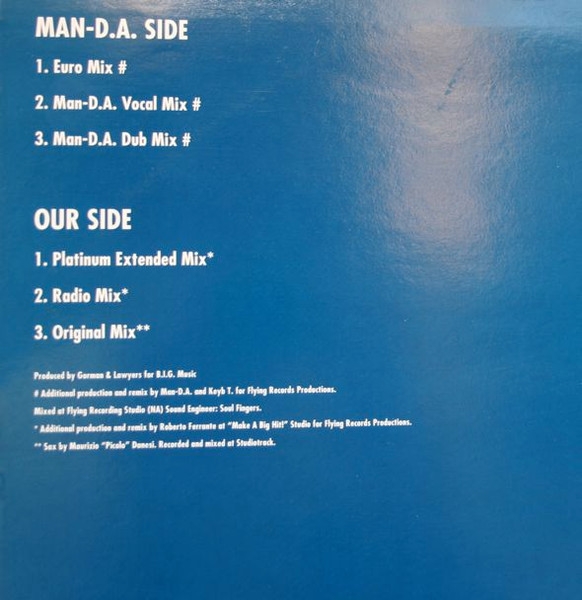 MAN-D.A. SIDE
1. Euro Mix #
2. Man-D.A. Vocal Mix #
3. Man-D.A. Dub Mix #
OUR SIDE
1. Platinum Extended Mix*
2. Radio Mix*
3. Original Mix**
Produced by Gorman & Lawyers for B.I.G. Music
# Additional production and remix by Man-D.A. and Keyb T. for Flying Records Productions.
Mixed at Flying Recording Studio (NA) Sound Engineer: Soul Fingers.
* Additional production and remix by Roberto Ferrante at "Make A Big Hit!" Studio for Flying Records Productions.
** Sax by Maurizio "Picolo" Danesi. Recorded and mixed at Studiotrack.